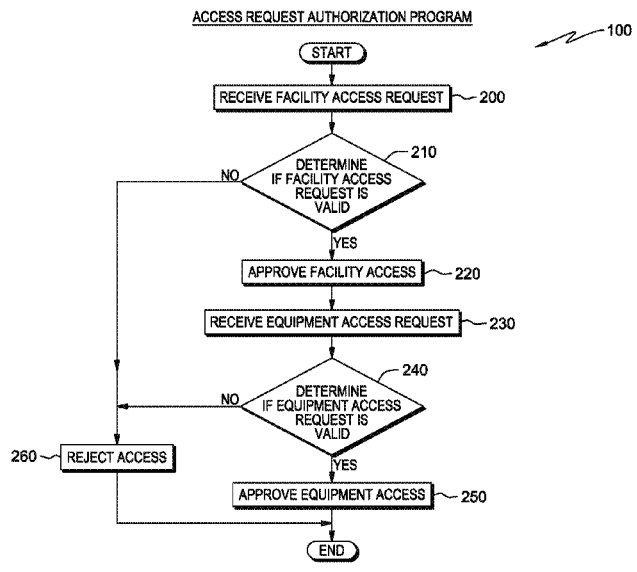 ACCESS REQUEST AUTHORIZATION PROGRAM
100
START
RECEIVE FACILITY ACCESS REQUEST
200
210
DETERMINE
IF FACILITY ACCESS
REQUEST IS
VALID
NO
YES
APPROVE FACILITY ACCESS
220
RECEIVE EQUIPMENT ACCESS REQUEST
230
240
DETERMINE
IF EQUIPMENT ACCESS
REQUEST IS
VALID
NO
YES
260
REJECT ACCESS
APPROVE EQUIPMENT ACCESS
250
END